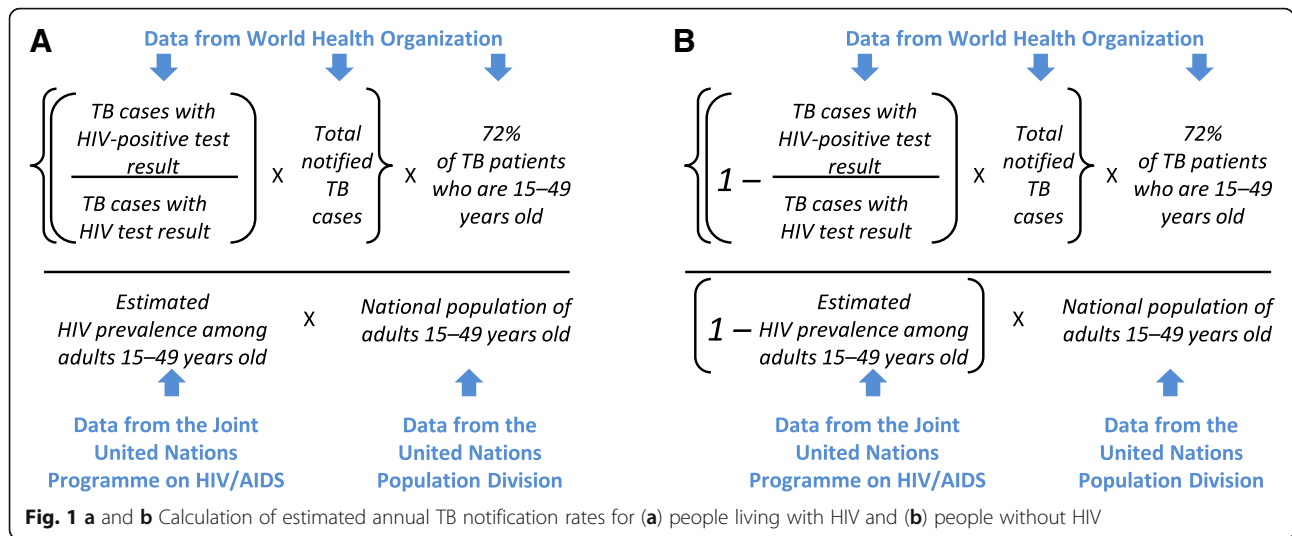 A
Data from World Health Organization
TB cases with
HIV-positive test
result
TB cases with
HIV test result
X
Total
notified
TB
cases
X
72%
of TB patients
who are 15–49
years old
Estimated
HIV prevalence among
adults 15–49 years old
X
National population of
adults 15–49 years old
Data from the Joint
United Nations
Programme on HIV/AIDS
Data from the
United Nations
Population Division
B
Data from World Health Organization
1 –
TB cases with
HIV-positive test
result
TB cases with
HIV test result
X
Total
notified
TB
cases
X
72%
of TB patients
who are 15–49
years old
1 –
Estimated
HIV prevalence among
adults 15–49 years old
X
National population of
adults 15–49 years old
Data from the Joint
United Nations
Programme on HIV/AIDS
Data from the
United Nations
Population Division
Fig. 1 a and b Calculation of estimated annual TB notification rates for (a) people living with HIV and (b) people without HIV